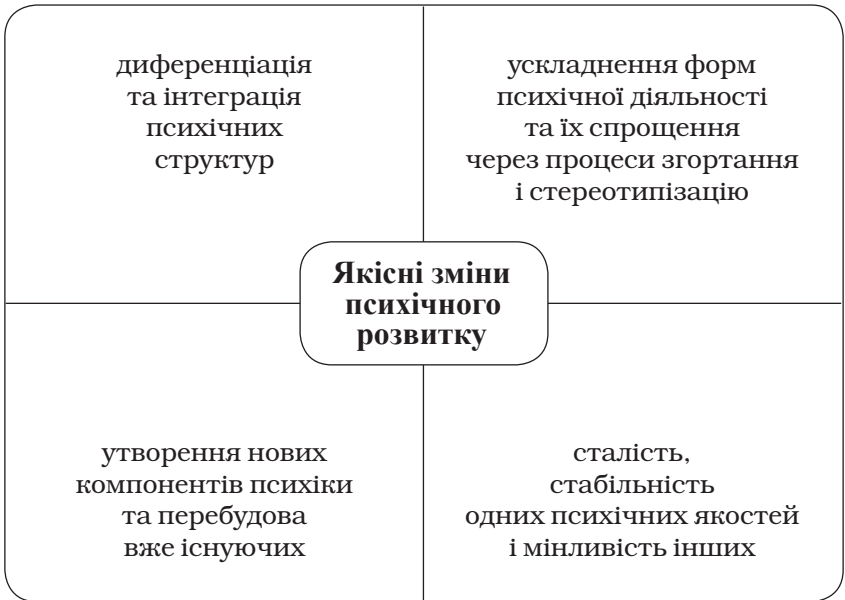 диференціація
та інтеграція
психічних
структур
ускладнення форм
психічної діяльності
та їх спрощення
через процеси згортання
і стереотипізацію
Якісні зміни
психічного
розвитку
утворення нових
компонентів психіки
та перебудова
вже існуючих
сталість,
стабільність
одних психічних якостей
і мінливість інших